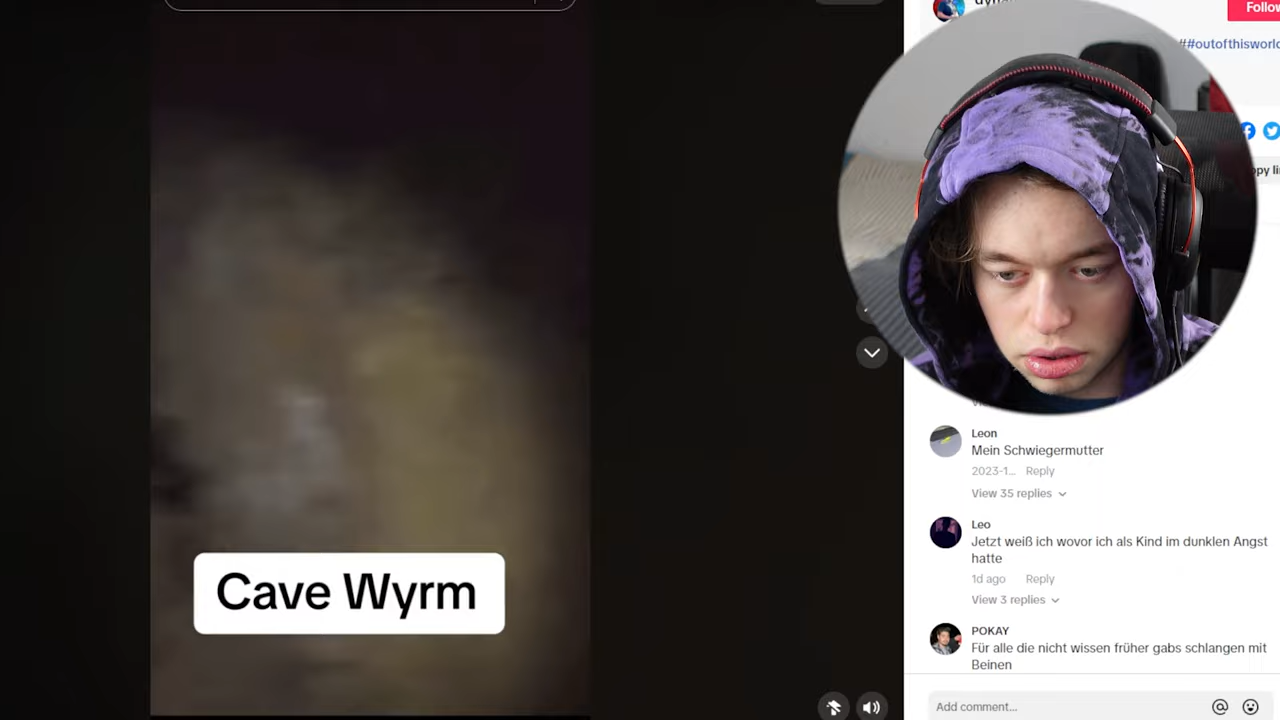 Follow
##outofthisworld
Cave Wyrm
Leon
Mein Schwiegermutter
2023-1... Reply
View 35 replies
Leo
Jetzt weiß ich wovor ich als Kind im dunklen Angst
hatte
1d ago Reply
View 3 replies
POKAY
Für alle die nicht wissen früher gabs schlangen mit
Beinen
Add comment...